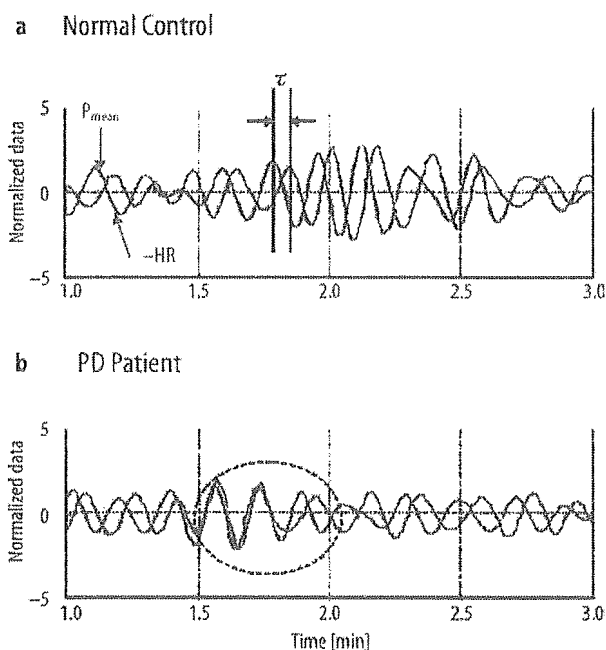 a Normal Control
τ
5
0
−5
Normalized data
Pmean
−HR
1.0 1.5 2.0 2.5 3.0
b PD Patient
5
0
−5
Normalized data
1.0 1.5 2.0 2.5 3.0
Time [min]